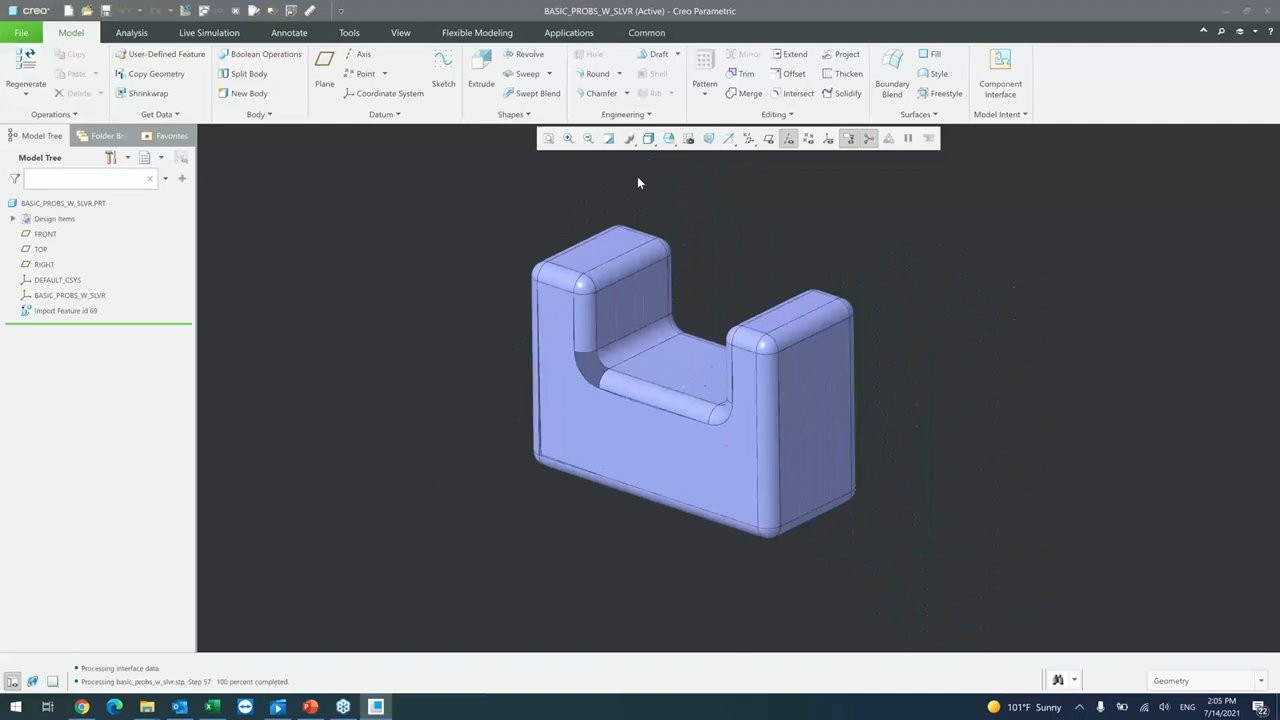 creo
BASIC_PROBS_W_SLVR (Active) - Creo Parametric
File Model Analysis Live Simulation Annotate Tools View Flexible Modeling Applications Common
Regenerate
Copy
Paste
Delete
Operations
User-Defined Feature
Copy Geometry
Shrinkwrap
Get Data
Boolean Operations
Split Body
New Body
Body
Plane
Axis
Point
Coordinate System
Sketch
Datum
Extrude
Revolve
Sweep
Swept Blend
Shapes
Hole
Round
Chamfer
Draft
Shell
Rib
Engineering
Pattern
Mirror
Trim
Merge
Extend
Offset
Intersect
Project
Thicken
Solidify
Editing
Boundary
Blend
Fill
Style
Freestyle
Surfaces
Component
Interface
Model Intent
Model Tree Folder Br Favorites
Model Tree
BASIC_PROBS_W_SLVR.PRT
Design Items
FRONT
TOP
RIGHT
DEFAULT_CSYS
BASIC_PROBS_W_SLVR
Import Feature id 69
Processing interface data.
Processing basic_probs_w_slvr.stp. Step 57: 100 percent completed.
Geometry
101°F Sunny
ENG
2:05 PM
7/14/2021
22